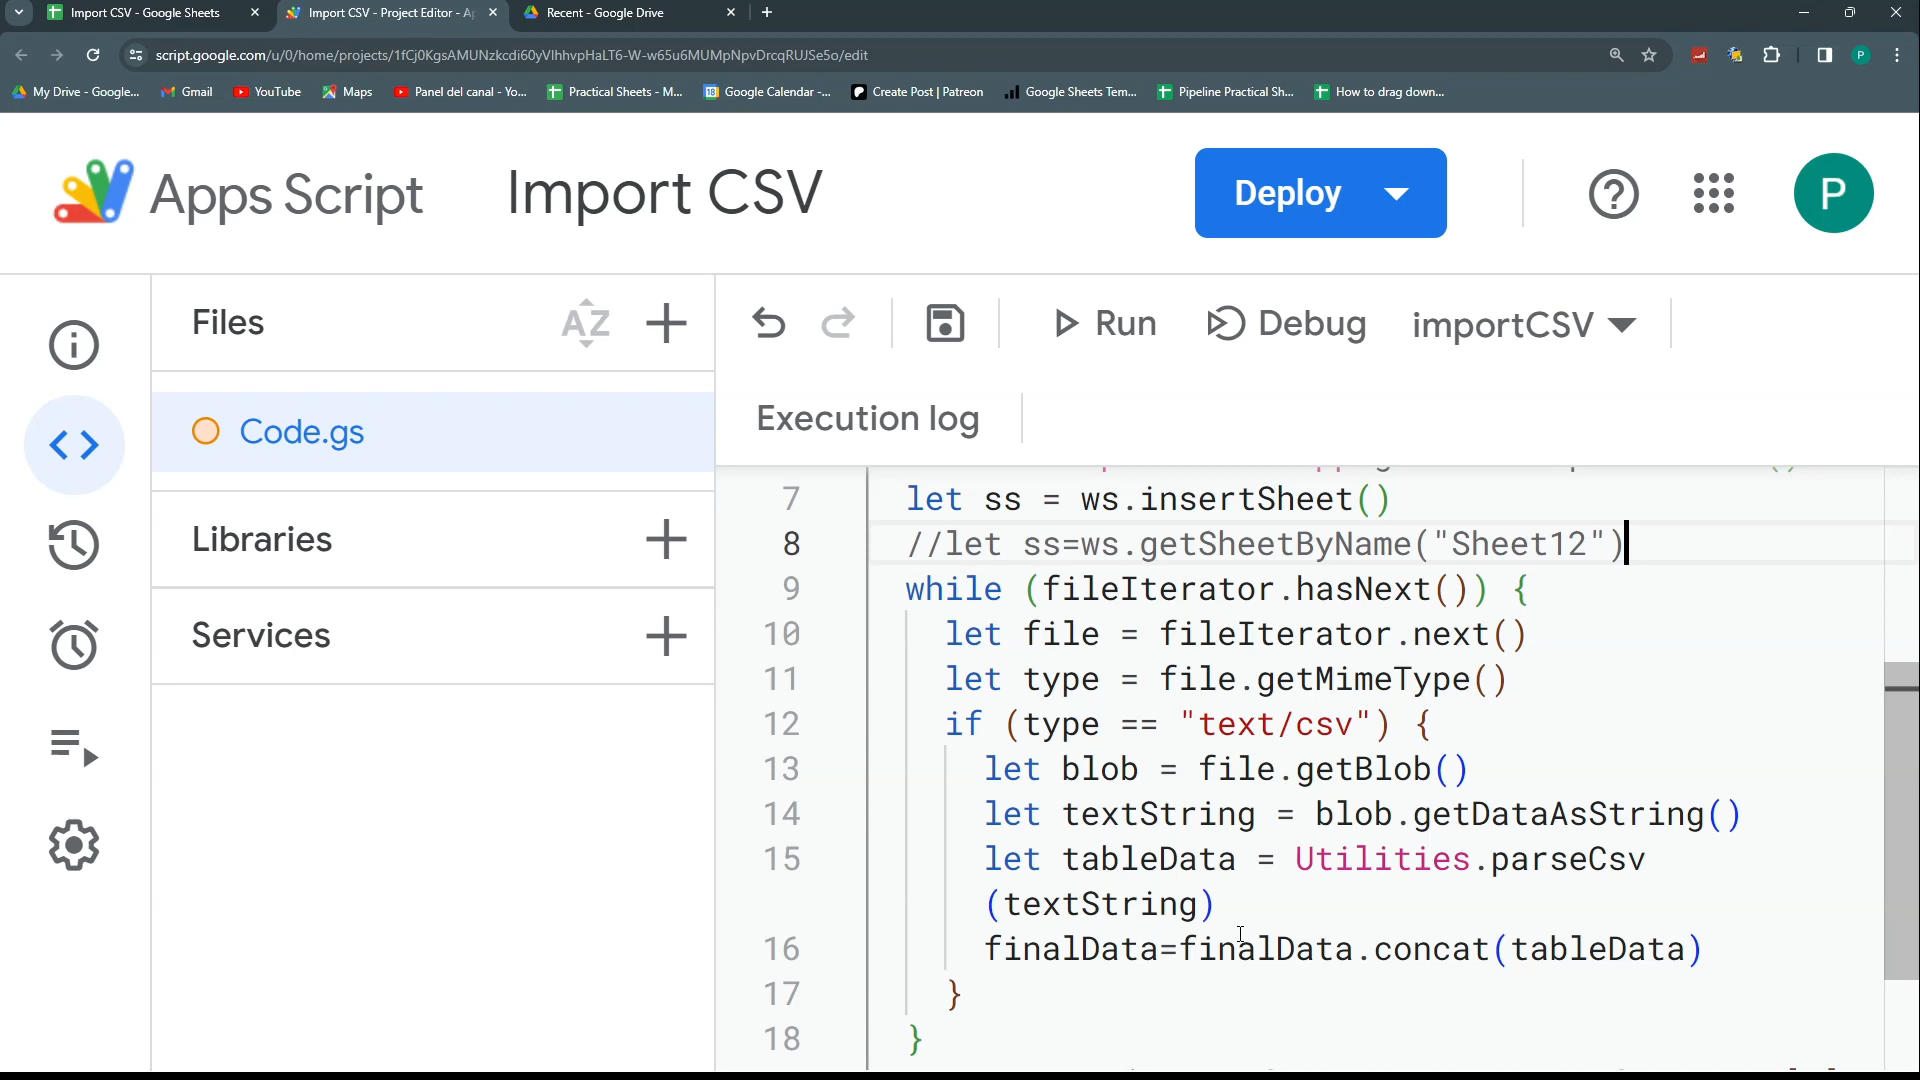 Import CSV - Google Sheets
Import CSV - Project Editor - Ap
Recent - Google Drive
script.google.com/u/0/home/projects/1fCj0KgsAMUNzkcdi60yVlhhvpHaLT6-W-w65u6MUMpNpvDrcqRUJSe5o/edit
P
My Drive - Google...
Gmail
YouTube
Maps
Panel del canal - Yo...
Practical Sheets - M...
Google Calendar -...
Create Post | Patreon
Google Sheets Tem...
Pipeline Practical Sh...
How to drag down...
Apps Script
Import CSV
Deploy
P
Files
AZ
Run
Debug
importCSV
Code.gs
Execution log
Libraries
Services
7 let ss = ws.insertSheet()
8 //let ss=ws.getSheetByName("Sheet12")
9 while (fileIterator.hasNext()) {
10 let file = fileIterator.next()
11 let type = file.getMimeType()
12 if (type == "text/csv") {
13 let blob = file.getBlob()
14 let textString = blob.getDataAsString()
15 let tableData = Utilities.parseCsv
(textString)
16 finalData=finalData.concat(tableData)
17 }
18 }